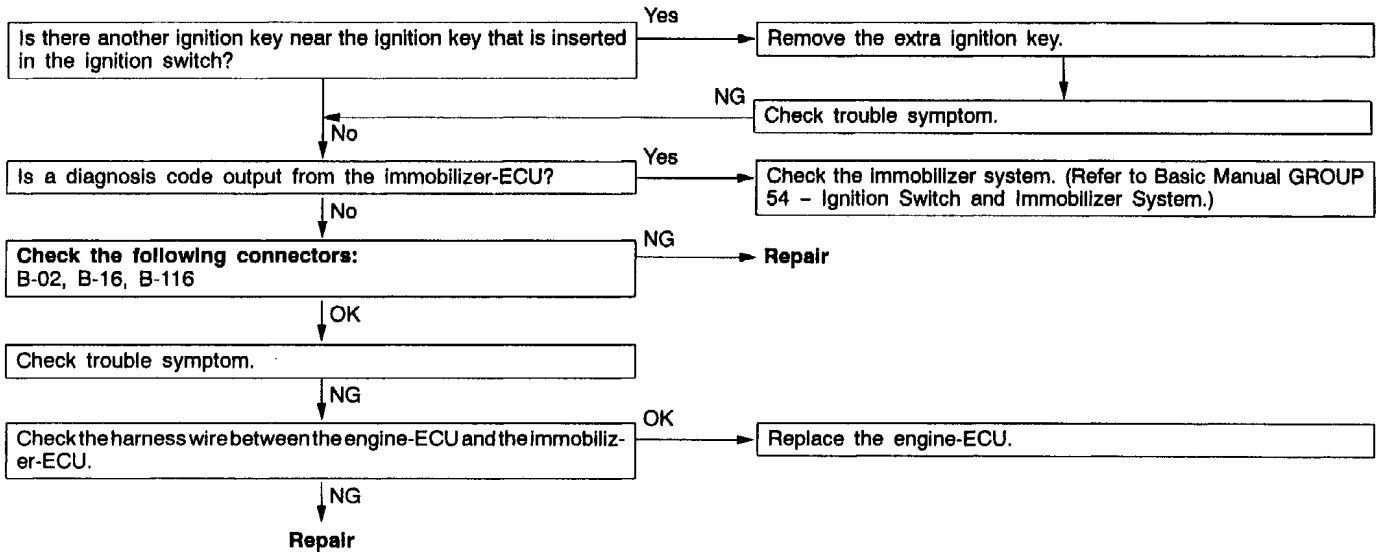 Yes
Is there another ignition key near the ignition key that is inserted
in the ignition switch?
Remove the extra ignition key.
NG
Check trouble symptom.
No
Yes
Is a diagnosis code output from the immobilizer-ECU?
Check the immobilizer system. (Refer to Basic Manual GROUP
54 – Ignition Switch and Immobilizer System.)
No
NG
Check the following connectors:
B-02, B-16, B-116
Repair
OK
Check trouble symptom.
NG
OK
Check the harness wire between the engine-ECU and the immobiliz-
er-ECU.
Replace the engine-ECU.
NG
Repair